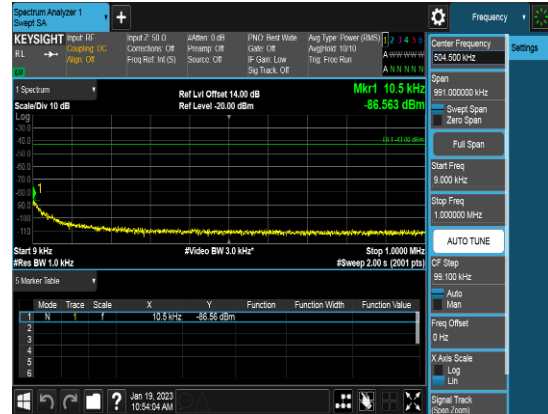 Spectrum Analyzer 1
Swept SA
Frequency
KEYSIGHT
RL
Input: RF
Coupling: DC
Align: Off
Input Z: 50 Ω
Corrections: Off
Freq Ref: Int (S)
#Atten: 0 dB
Preamp: Off
Source: Off
PNO: Best Wide
Gate: Off
IF Gain: Low
Sig Track: Off
Avg Type: Power (RMS)
Avg|Hold: 10/10
Trig: Free Run
1 2 3 4 5 6
A W W W W W
A N N N N N
1 Spectrum
Scale/Div 10 dB
Log
Ref Lvl Offset 14.00 dB
Ref Level -20.00 dBm
Mkr1 10.5 kHz
-86.563 dBm
-30.0
-40.0
-50.0
-60.0
-70.0
-80.0
-90.0
-100
-110
1
Start 9 kHz
#Res BW 1.0 kHz
#Video BW 3.0 kHz*
Stop 1.0000 MHz
#Sweep 2.00 s (2001 pts)
5 Marker Table
Mode Trace Scale X Y Function Function Width Function Value
1 N 1 f 10.5 kHz -86.56 dBm
2
3
4
5
6
Jan 19, 2023
10:54:04 AM
Center Frequency
504.500 kHz
Settings
Span
991.000000 kHz
Swept Span
Zero Span
Full Span
Start Freq
9.000 kHz
Stop Freq
1.000000 MHz
AUTO TUNE
CF Step
99.100 kHz
Auto
Man
Freq Offset
0 Hz
X Axis Scale
Log
Lin
Signal Track
(Span Zoom)